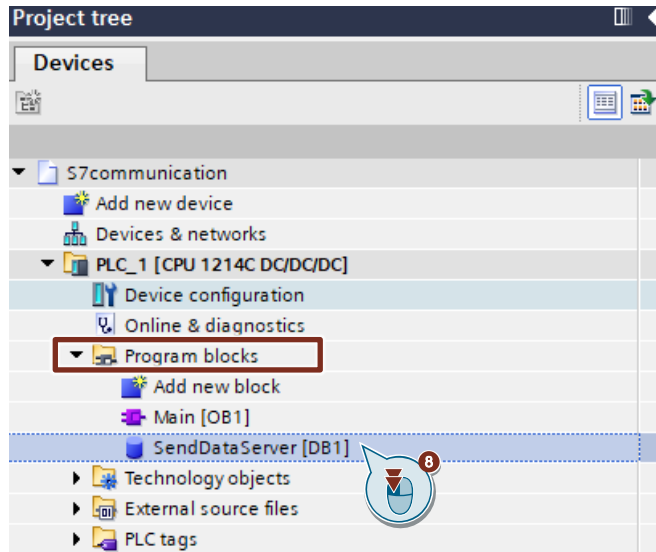 Project tree
Devices
S7communication
Add new device
Devices & networks
PLC_1 [CPU 1214C DC/DC/DC]
Device configuration
Online & diagnostics
Program blocks
Add new block
Main [OB1]
SendDataServer [DB1]
8
Technology objects
External source files
PLC tags